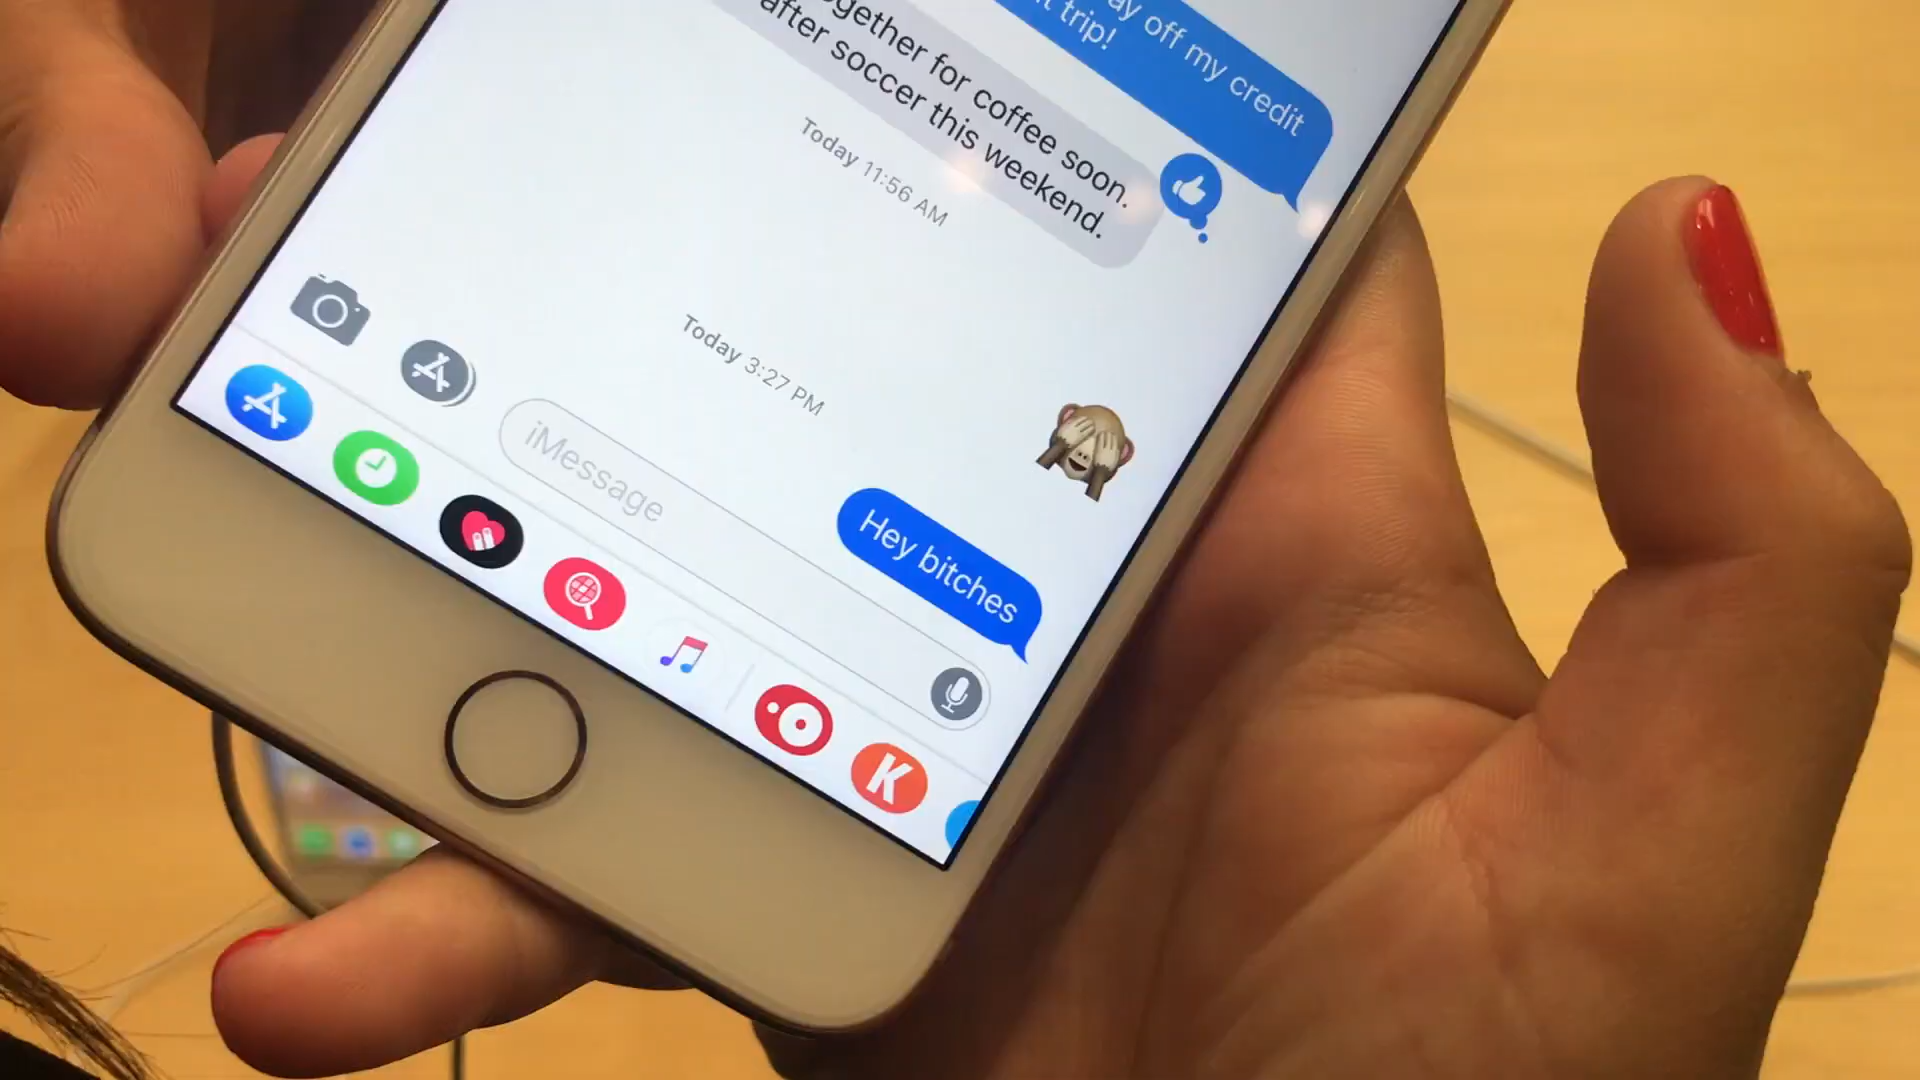 off my credit
trip!
for coffee soon.
after soccer this weekend.
Today 11:56 AM
Today 3:27 PM
Hey bitches
iMessage
K